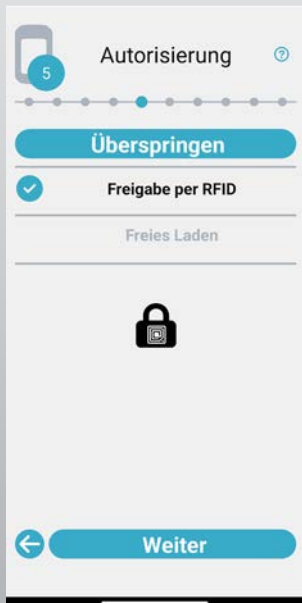 5
Autorisierung
?
Überspringen
Freigabe per RFID
Freies Laden
Weiter